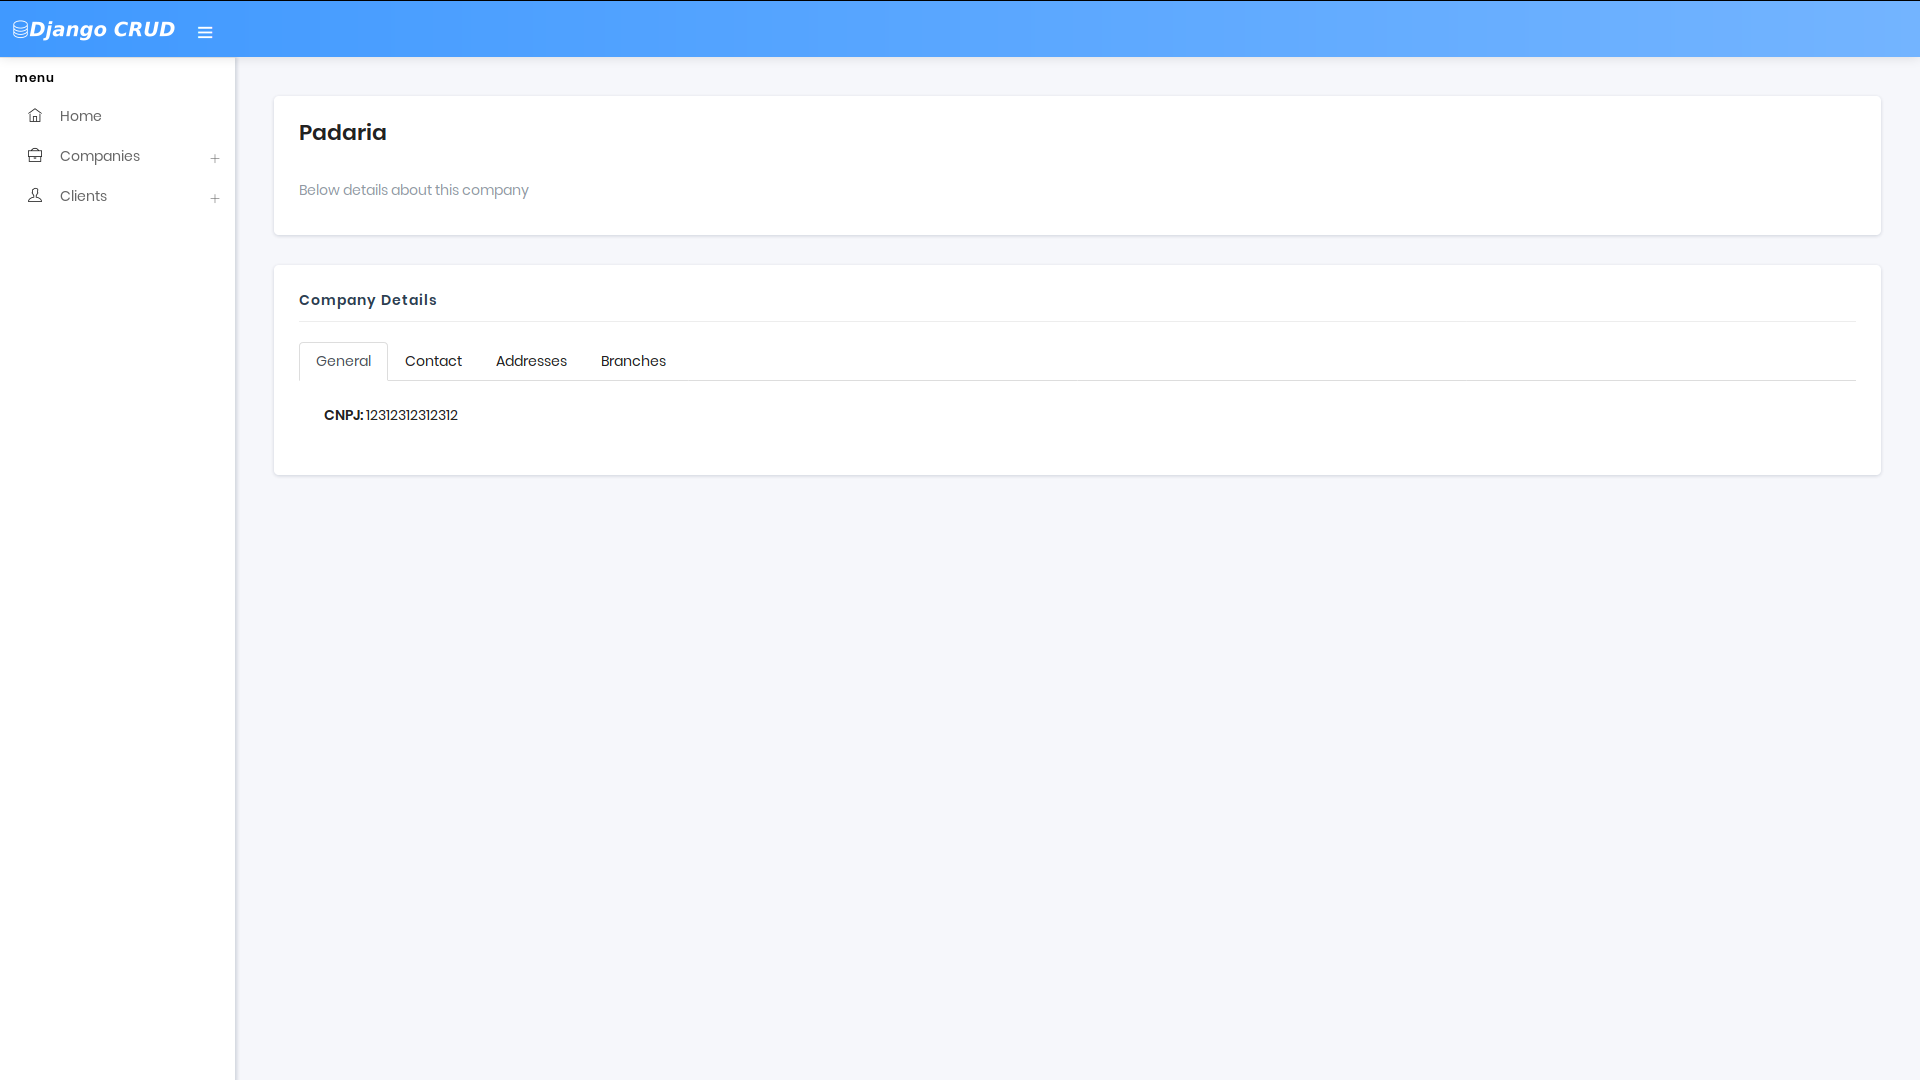 Django CRUD
menu
Home
Companies
Clients
Padaria
Below details about this company
Company Details
General Contact Addresses Branches
CNPJ: 12312312312312